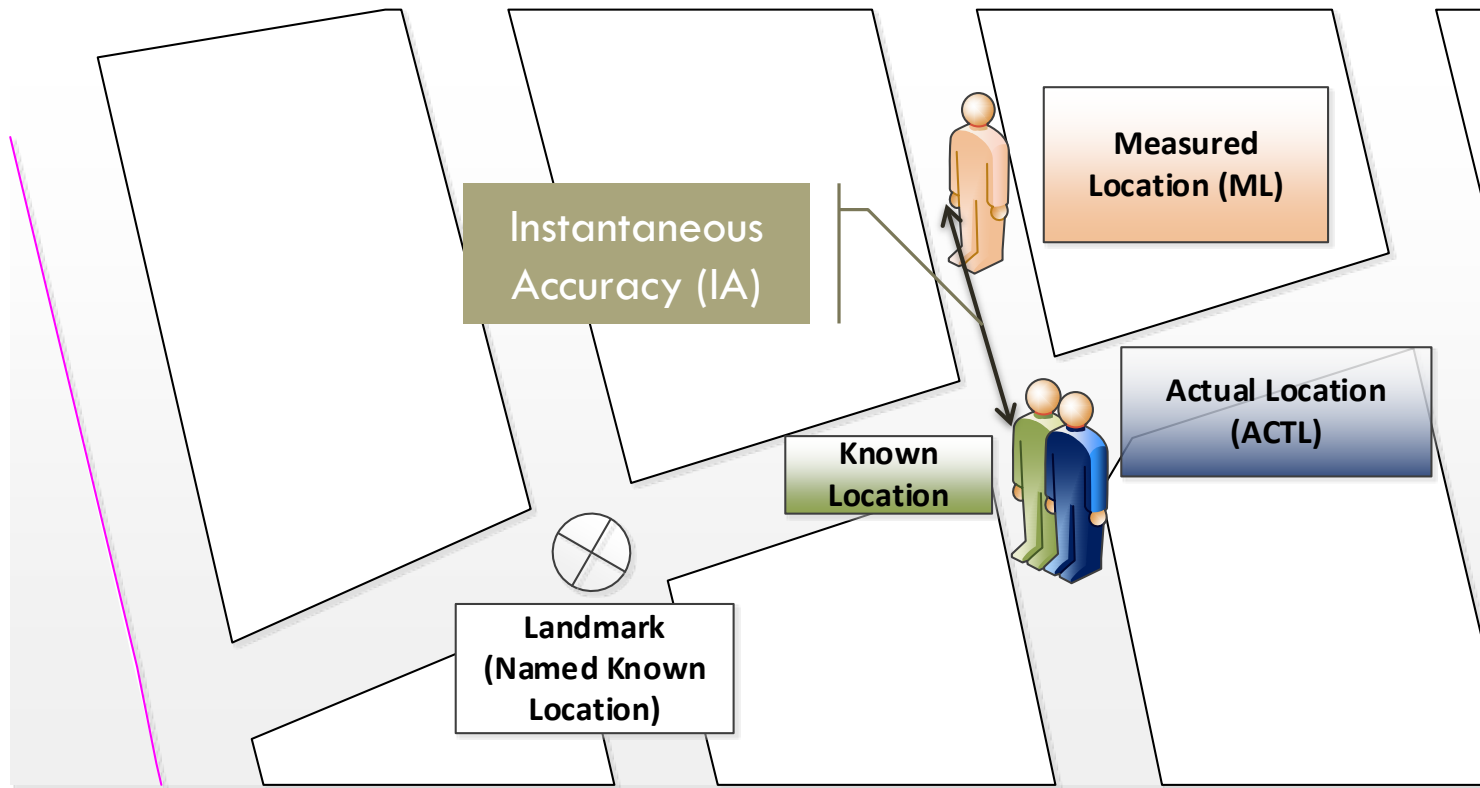 Measured
Location (ML)
Instantaneous
Accuracy (IA)
Actual Location
(ACTL)
Known
Location
Landmark
(Named Known
Location)